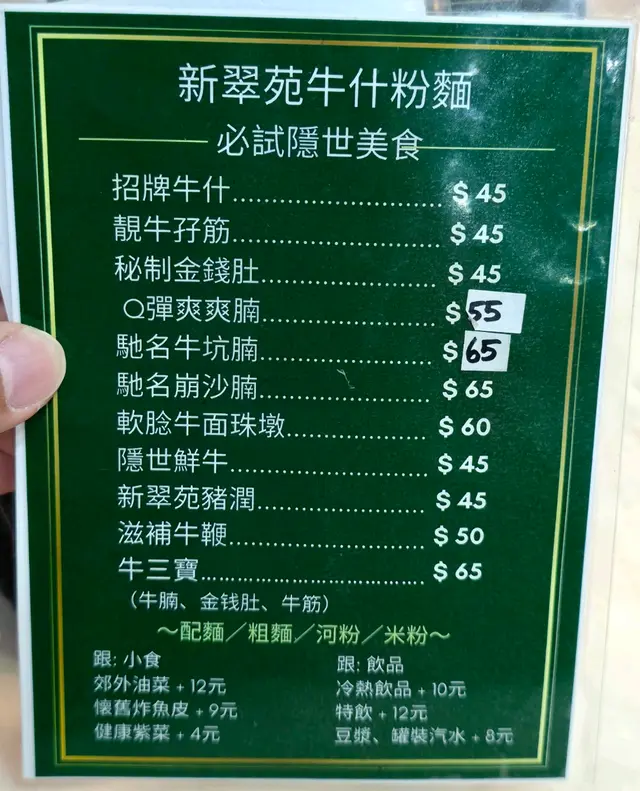 新翠苑牛什粉麵
必試隱世美食
招牌牛什........................... $ 45
靚牛孖筋........................... $ 45
秘制金錢肚........................ $ 45
Q彈爽爽腩....................... $ 55
馳名牛坑腩....................... $ 65
馳名崩沙腩....................... $ 65
軟腍牛面珠墩................... $ 60
隱世鮮牛.......................... $ 45
新翠苑豬潤...................... $ 45
滋補牛鞭.......................... $ 50
牛三寶............................. $ 65
（牛腩、金钱肚、牛筋）
～配麵／粗麵／河粉／米粉～
跟: 小食
郊外油菜 + 12元
懷舊炸魚皮 + 9元
健康紫菜 + 4元
跟: 飲品
冷熱飲品 + 10元
特飲 + 12元
豆漿、罐裝汽水 + 8元